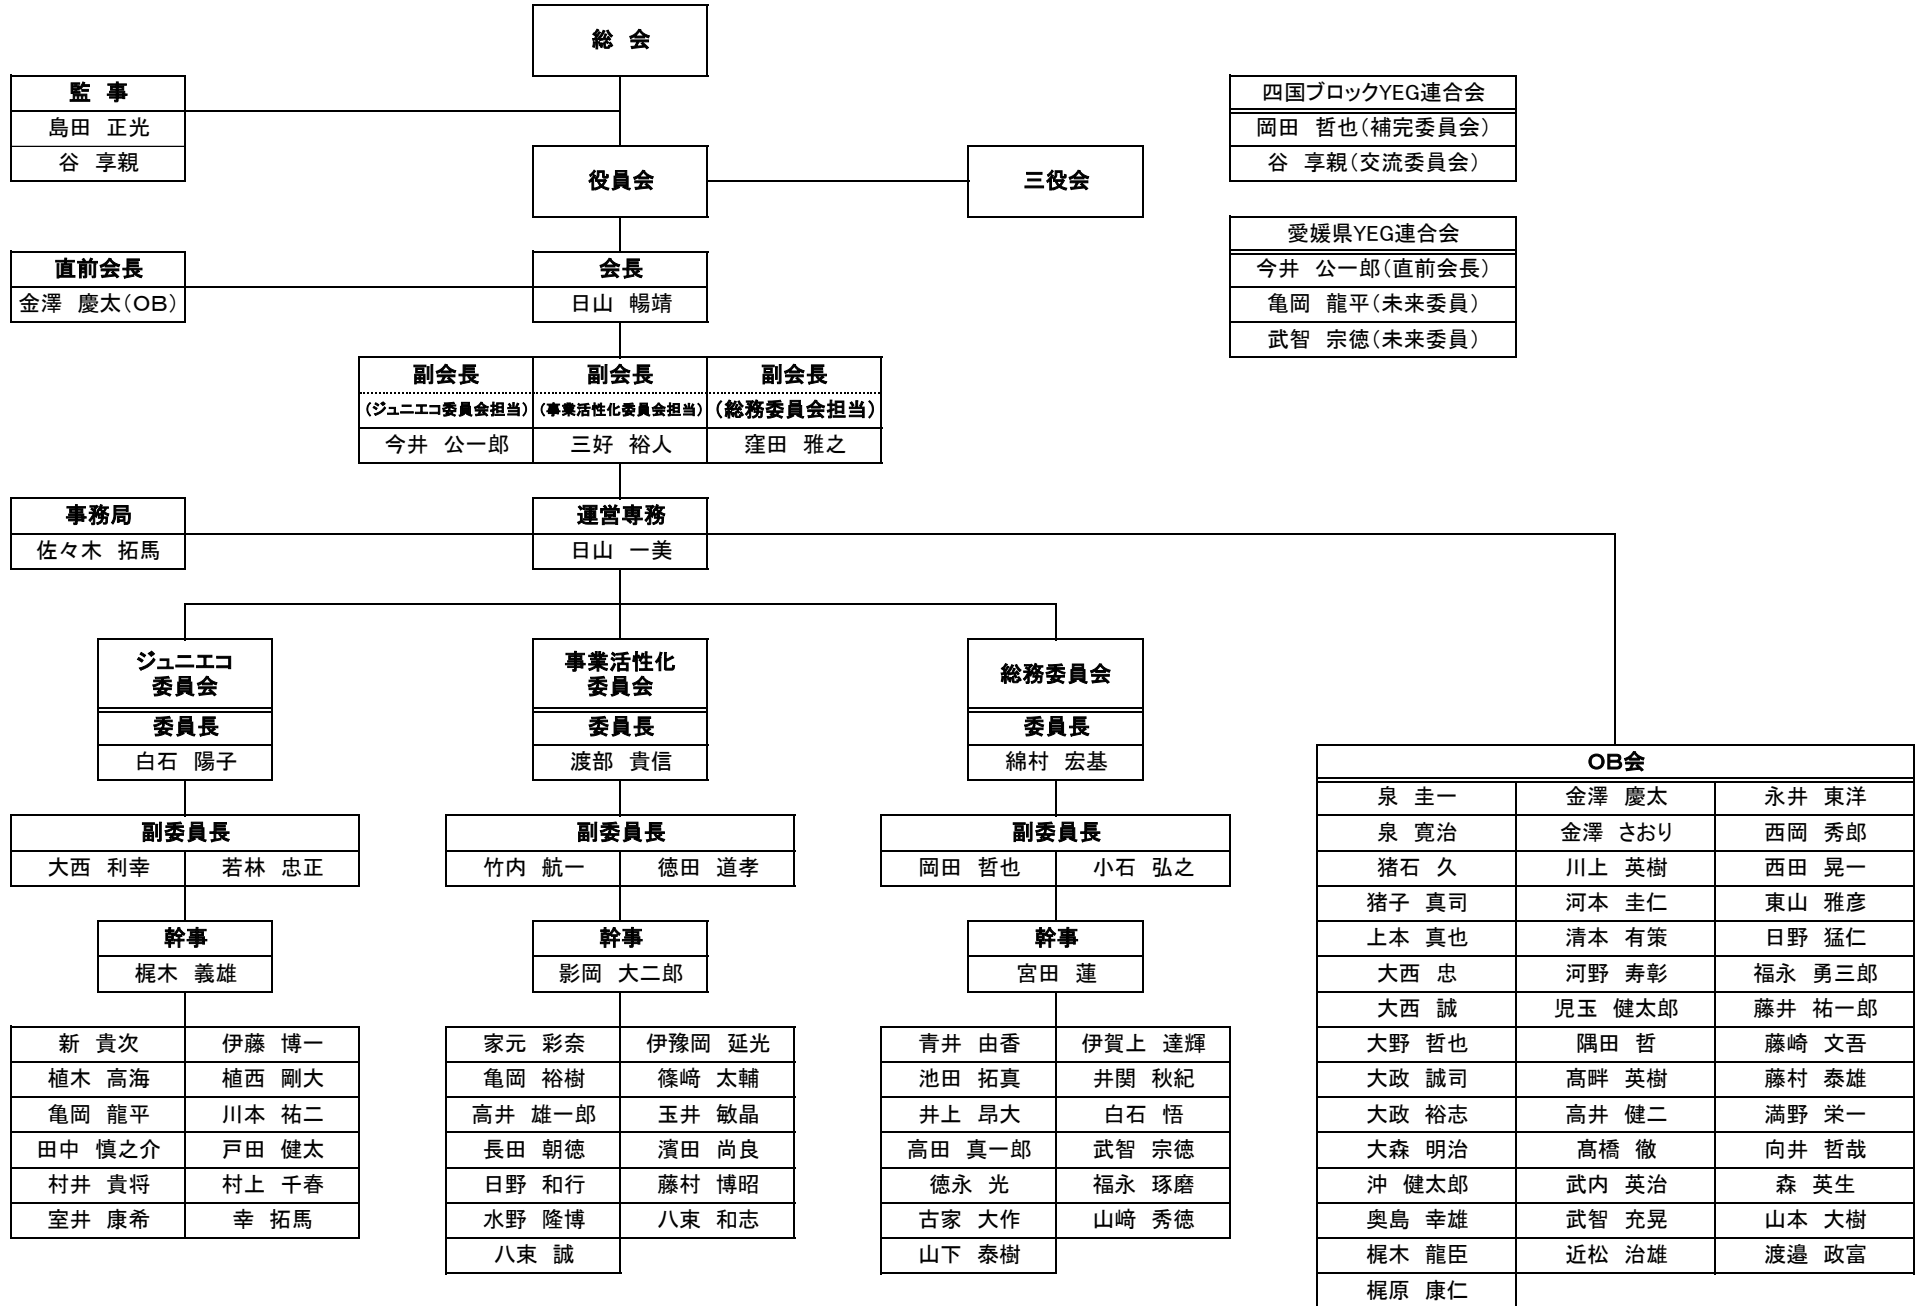 総　会
監　事
島田　正光
谷　享親
四国ブロックYEG連合会
岡田　哲也（補完委員会）
谷　享親（交流委員会）
役員会
三役会
愛媛県YEG連合会
今井　公一郎（直前会長）
亀岡　龍平（未来委員）
武智　宗徳（未来委員）
直前会長
金澤　慶太（OB）
会長
日山　暢靖
副会長　副会長　副会長
（ジュニエコ委員会担当）　（事業活性化委員会担当）　（総務委員会担当）
今井　公一郎　三好　裕人　窪田　雅之
事務局
佐々木　拓馬
運営専務
日山　一美
ジュニエコ
委員会
委員長
白石　陽子
副委員長
大西　利幸　若林　忠正
幹事
梶木　義雄
新　貴次　伊藤　博一
植木　高海　植西　剛大
亀岡　龍平　川本　祐二
田中　慎之介　戸田　健太
村井　貴将　村上　千春
室井　康希　幸　拓馬
事業活性化
委員会
委員長
渡部　貴信
副委員長
竹内　航一　徳田　道孝
幹事
影岡　大二郎
家元　彩奈　伊豫岡　延光
亀岡　裕樹　篠﨑　太輔
高井　雄一郎　玉井　敏晶
長田　朝徳　濱田　尚良
日野　和行　藤村　博昭
水野　隆博　八束　和志
八束　誠
総務委員会
委員長
綿村　宏基
副委員長
岡田　哲也　小石　弘之
幹事
宮田　蓮
青井　由香　伊賀上　達輝
池田　拓真　井関　秋紀
井上　昂大　白石　悟
高田　真一郎　武智　宗徳
徳永　光　福永　琢磨
古家　大作　山﨑　秀徳
山下　泰樹
OB会
泉　圭一　金澤　慶太　永井　東洋
泉　寛治　金澤　さおり　西岡　秀郎
猪石　久　川上　英樹　西田　晃一
猪子　真司　河本　圭仁　東山　雅彦
上本　真也　清本　有策　日野　猛仁
大西　忠　河野　寿彰　福永　勇三郎
大西　誠　児玉　健太郎　藤井　祐一郎
大野　哲也　隅田　哲　藤崎　文吾
大政　誠司　髙畔　英樹　藤村　泰雄
大政　裕志　高井　健二　満野　栄一
大森　明治　髙橋　徹　向井　哲哉
沖　健太郎　武内　英治　森　英生
奥島　幸雄　武智　充晃　山本　大樹
梶木　龍臣　近松　治雄　渡邉　政富
梶原　康仁